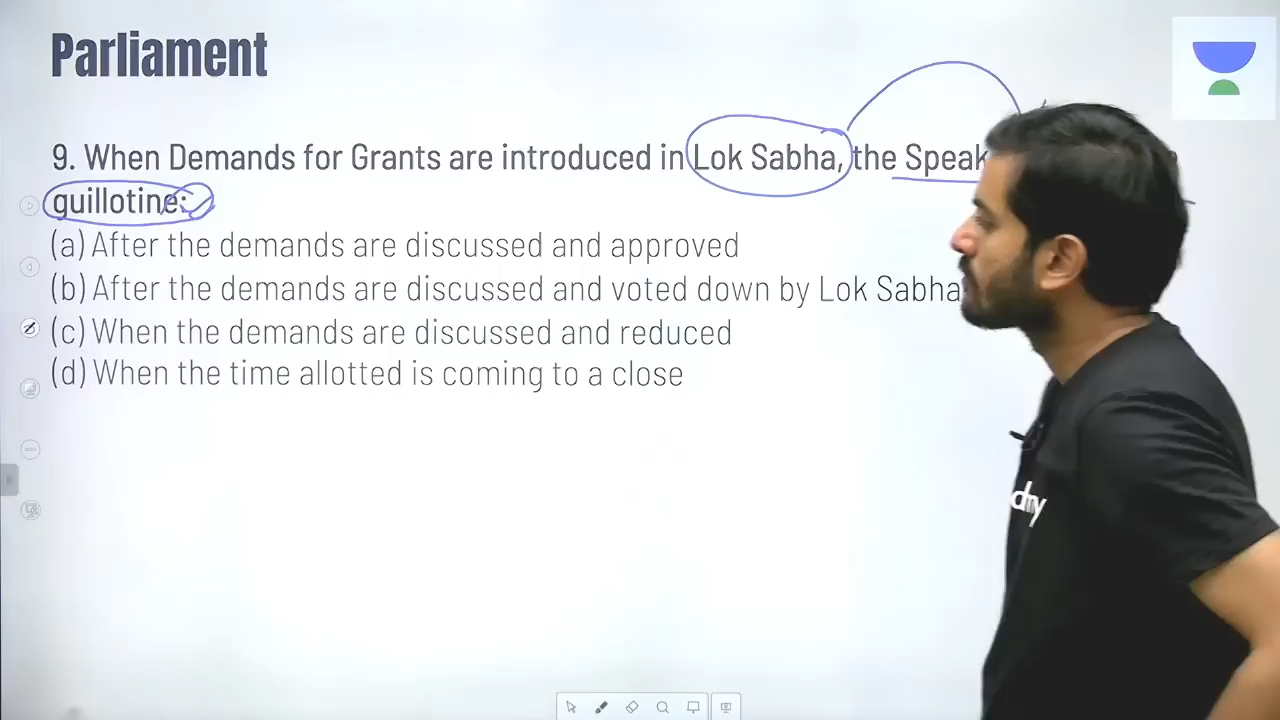 Parliament
9. When Demands for Grants are introduced in Lok Sabha, the
guillotine:
(a) After the demands are discussed and approved
(b) After the demands are discussed and voted down by Lok Sabha
(c) When the demands are discussed and reduced
(d) When the time allotted is coming to a close